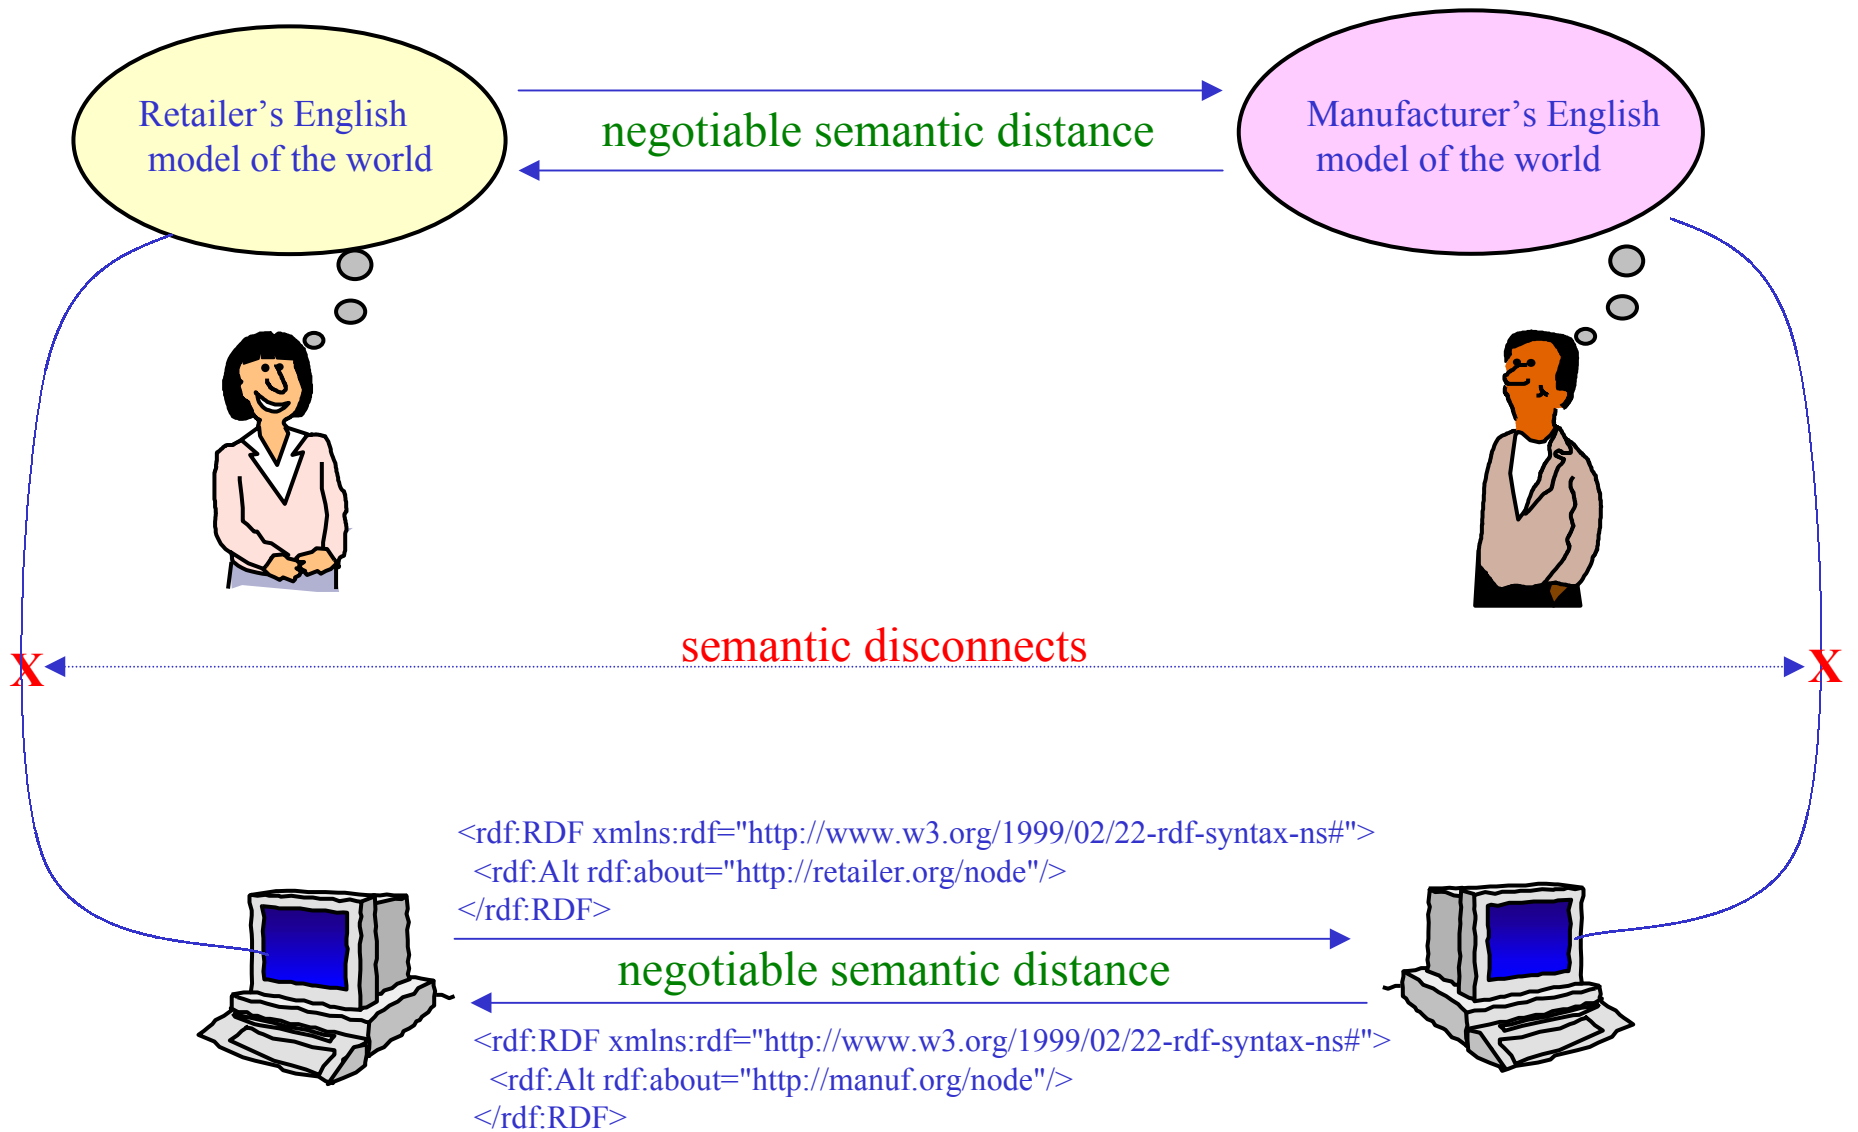 Retailer’s English
model of the world
negotiable semantic distance
Manufacturer’s English
model of the world
semantic disconnects
X
X
<rdf:RDF xmlns:rdf="http://www.w3.org/1999/02/22-rdf-syntax-ns#">
<rdf:Alt rdf:about="http://retailer.org/node"/>
</rdf:RDF>
negotiable semantic distance
<rdf:RDF xmlns:rdf="http://www.w3.org/1999/02/22-rdf-syntax-ns#">
<rdf:Alt rdf:about="http://manuf.org/node"/>
</rdf:RDF>